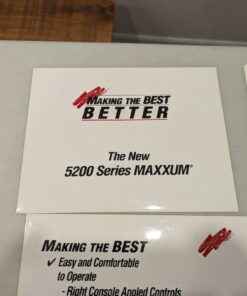 MAKING THE BEST
BETTER
The New
5200 Series MAXXUM®
MAKING THE BEST
✓ Easy and Comfortable
to Operate
- Right Console Angled Controls